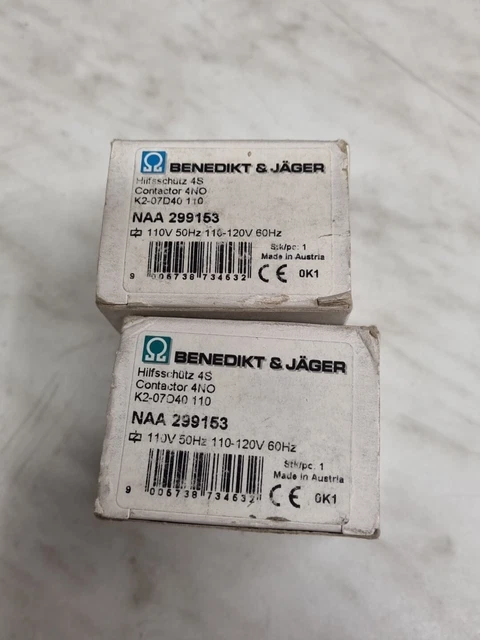 BENEDIKT & JÄGER
Hilfsschütz 4S
Contactor 4NO
K2-07D40 110
NAA 299153
110V 50Hz 110-120V 60Hz
Stk/pc: 1
Made in Austria
9 006738 734632
CE 0K1
BENEDIKT & JÄGER
Hilfsschütz 4S
Contactor 4NO
K2-07D40 110
NAA 299153
110V 50Hz 110-120V 60Hz
Stk/pc: 1
Made in Austria
9 006738 734632
CE 0K1